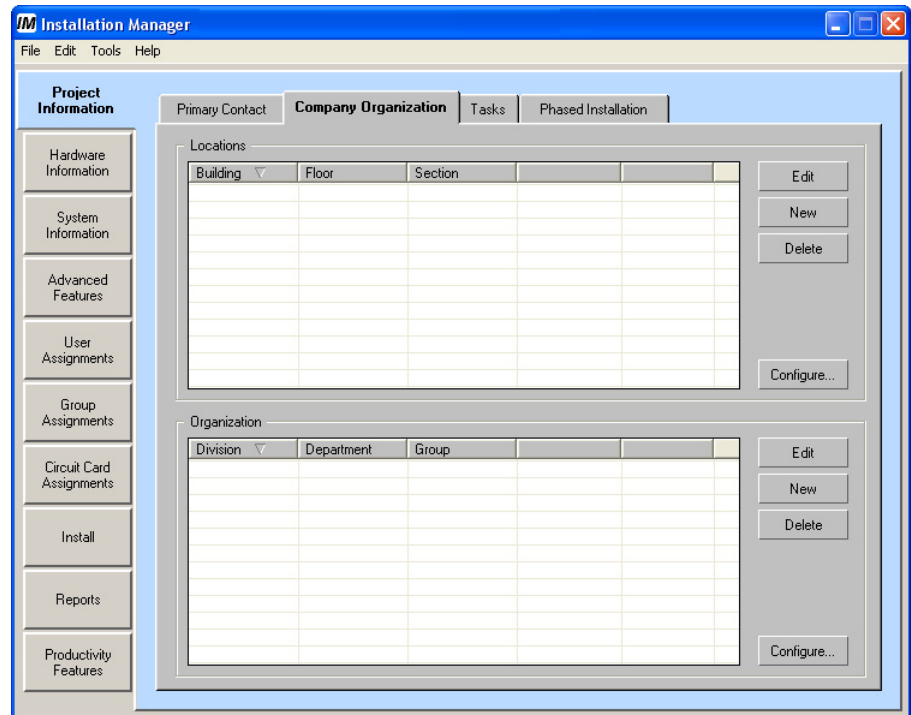 IM Installation Manager
File Edit Tools Help
Project
Information
Hardware
Information
System
Information
Advanced
Features
User
Assignments
Group
Assignments
Circuit Card
Assignments
Install
Reports
Productivity
Features
Primary Contact Company Organization Tasks Phased Installation
Locations
Building Floor Section
Edit
New
Delete
Configure...
Organization
Division Department Group
Edit
New
Delete
Configure...